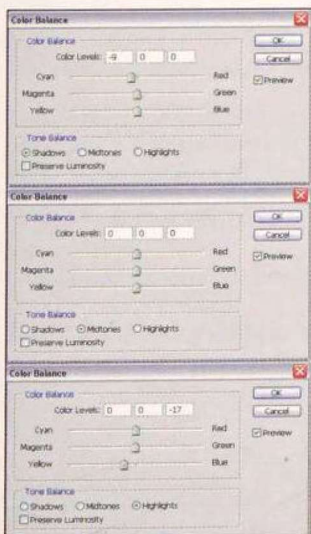 Color Balance
Color Balance
OK
Color Levels: -9 0 0
Cancel
Cyan Red
Preview
Magenta Green
Yellow Blue
Tone Balance
Shadows Midtones Highlights
Preserve Luminosity
Color Balance
Color Balance
OK
Color Levels: 0 0 0
Cancel
Cyan Red
Preview
Magenta Green
Yellow Blue
Tone Balance
Shadows Midtones Highlights
Preserve Luminosity
Color Balance
Color Balance
OK
Color Levels: 0 0 -17
Cancel
Cyan Red
Preview
Magenta Green
Yellow Blue
Tone Balance
Shadows Midtones Highlights
Preserve Luminosity